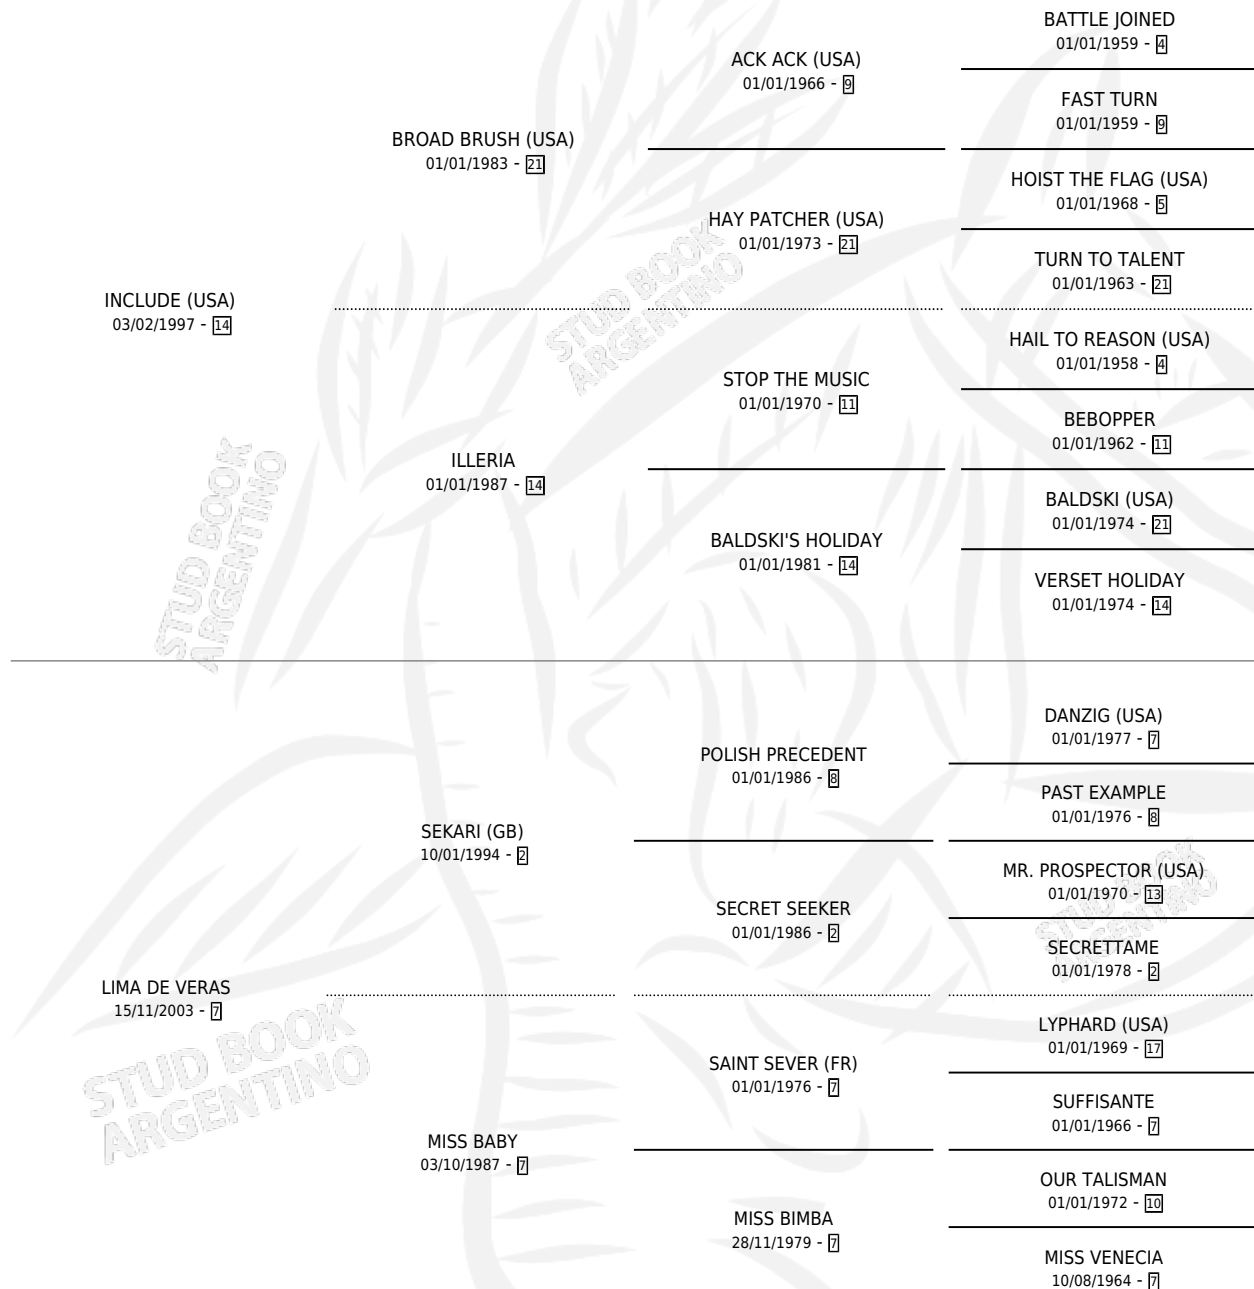 BATTLE JOINED
01/01/1959 - 4
ACK ACK (USA)
01/01/1966 - 9
FAST TURN
01/01/1959 - 9
BROAD BRUSH (USA)
01/01/1983 - 21
HOIST THE FLAG (USA)
01/01/1968 - 5
HAY PATCHER (USA)
01/01/1973 - 21
TURN TO TALENT
01/01/1963 - 21
INCLUDE (USA)
03/02/1997 - 14
HAIL TO REASON (USA)
01/01/1958 - 4
STOP THE MUSIC
01/01/1970 - 11
BEBOPPER
01/01/1962 - 11
ILLERIA
01/01/1987 - 14
BALDSKI (USA)
01/01/1974 - 21
BALDSKI'S HOLIDAY
01/01/1981 - 14
VERSET HOLIDAY
01/01/1974 - 14
DANZIG (USA)
01/01/1977 - 7
POLISH PRECEDENT
01/01/1986 - 8
PAST EXAMPLE
01/01/1976 - 8
SEKARI (GB)
10/01/1994 - 2
MR. PROSPECTOR (USA)
01/01/1970 - 13
SECRET SEEKER
01/01/1986 - 2
SECRETTAME
01/01/1978 - 2
LIMA DE VERAS
15/11/2003 - 7
LYPHARD (USA)
01/01/1969 - 17
SAINT SEVER (FR)
01/01/1976 - 7
SUFFISANTE
01/01/1966 - 7
MISS BABY
03/10/1987 - 7
OUR TALISMAN
01/01/1972 - 10
MISS BIMBA
28/11/1979 - 7
MISS VENECIA
10/08/1964 - 7
STUD BOOK
ARGENTINO
STUD BOOK
ARGENTINO
STUD BOOK
ARGENTINO
STUD BOOK
ARGENTINO